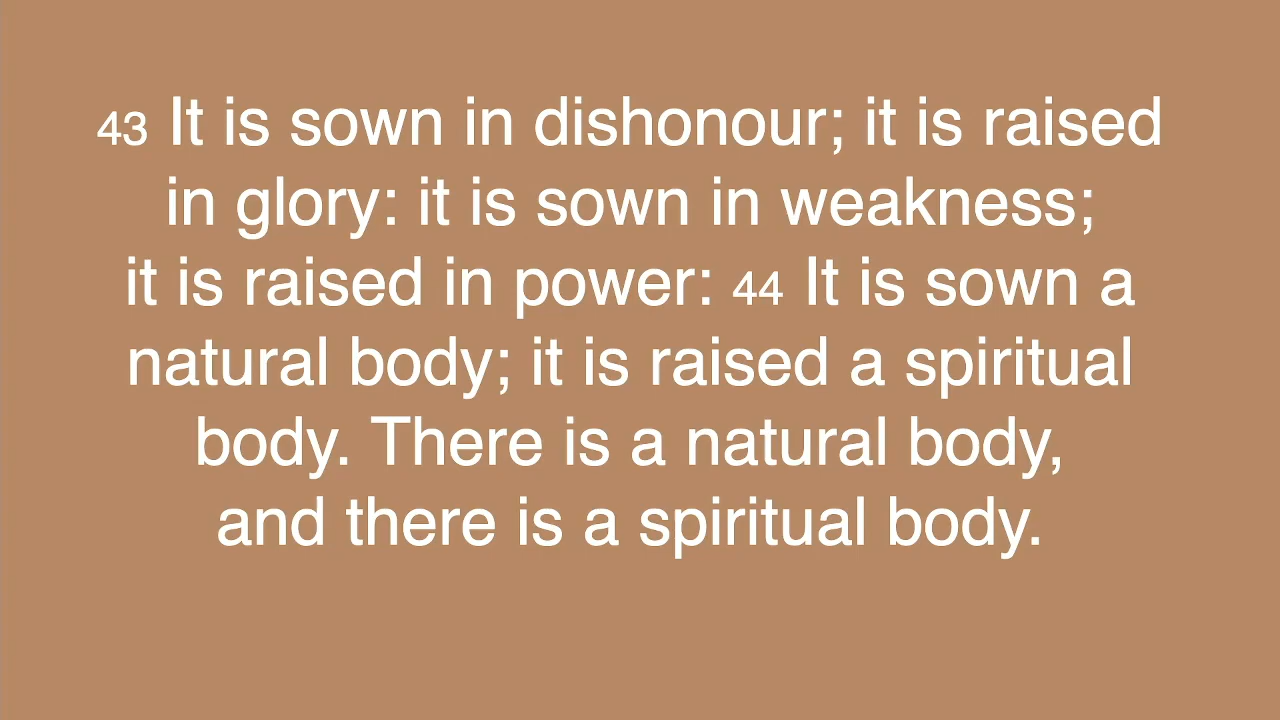 43 It is sown in dishonour; it is raised
in glory: it is sown in weakness;
it is raised in power: 44 It is sown a
natural body; it is raised a spiritual
body. There is a natural body,
and there is a spiritual body.